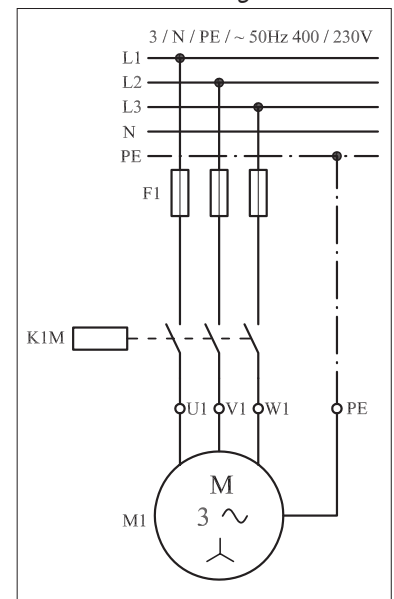 3 / N / PE / ~ 50Hz 400 / 230V
L1
L2
L3
N
PE
F1
K1M
U1 V1 W1 PE
M
M1 3